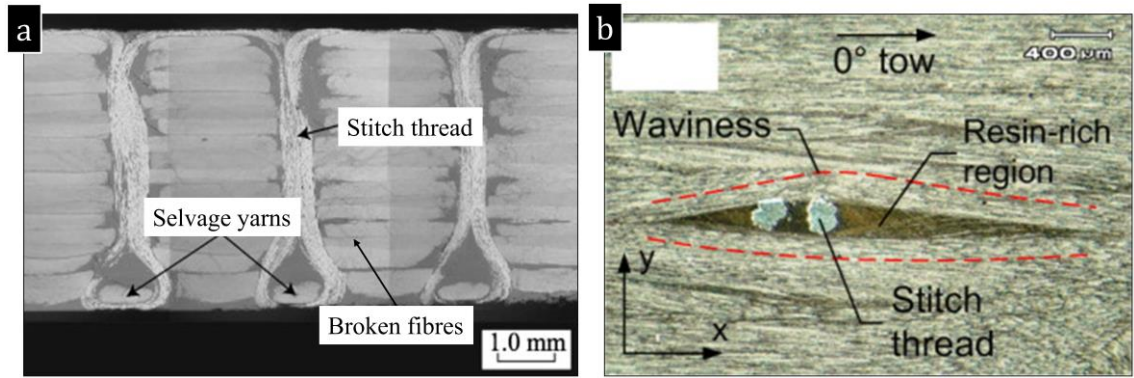 a
Stitch thread
Selvage yarns
Broken fibres
1.0 mm
b
0° tow
400 μm
Waviness
Resin-rich
region
y
x
Stitch
thread